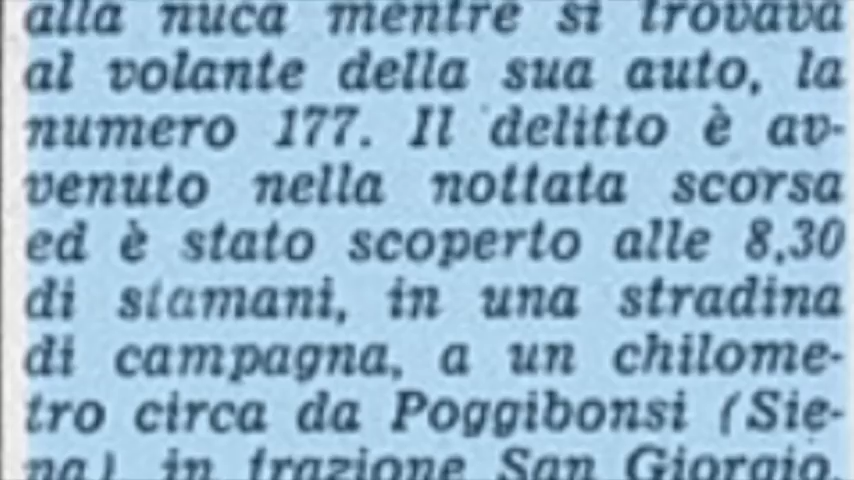 alla nuca mentre si trovava
al volante della sua auto, la
numero 177. Il delitto è av-
venuto nella nottata scorsa
ed è stato scoperto alle 8,30
di stamani, in una stradina
di campagna, a un chilome-
tro circa da Poggibonsi (Sie-
na) in frazione San Giorgio.